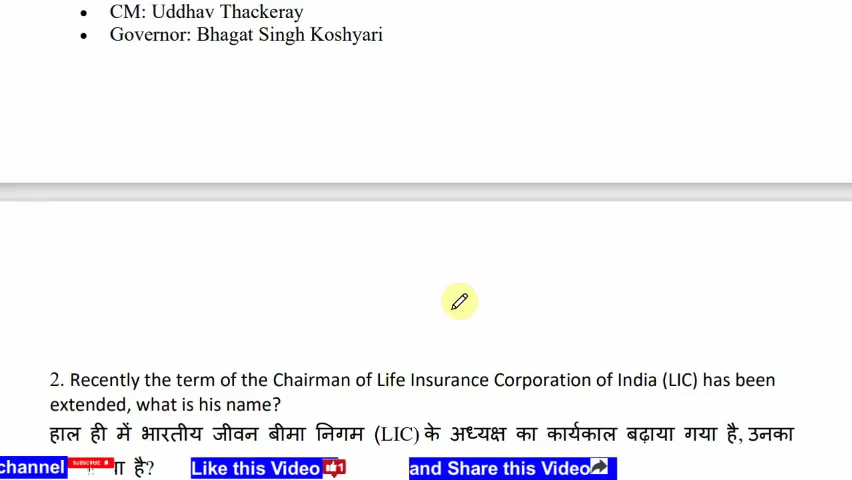 CM: Uddhav Thackeray
Governor: Bhagat Singh Koshyari
2. Recently the term of the Chairman of Life Insurance Corporation of India (LIC) has been
extended, what is his name?
हाल ही में भारतीय जीवन बीमा निगम (LIC) के अध्यक्ष का कार्यकाल बढ़ाया गया है, उनका
है?
channel SUBSCRIBE Like this Video 1 and Share this Video